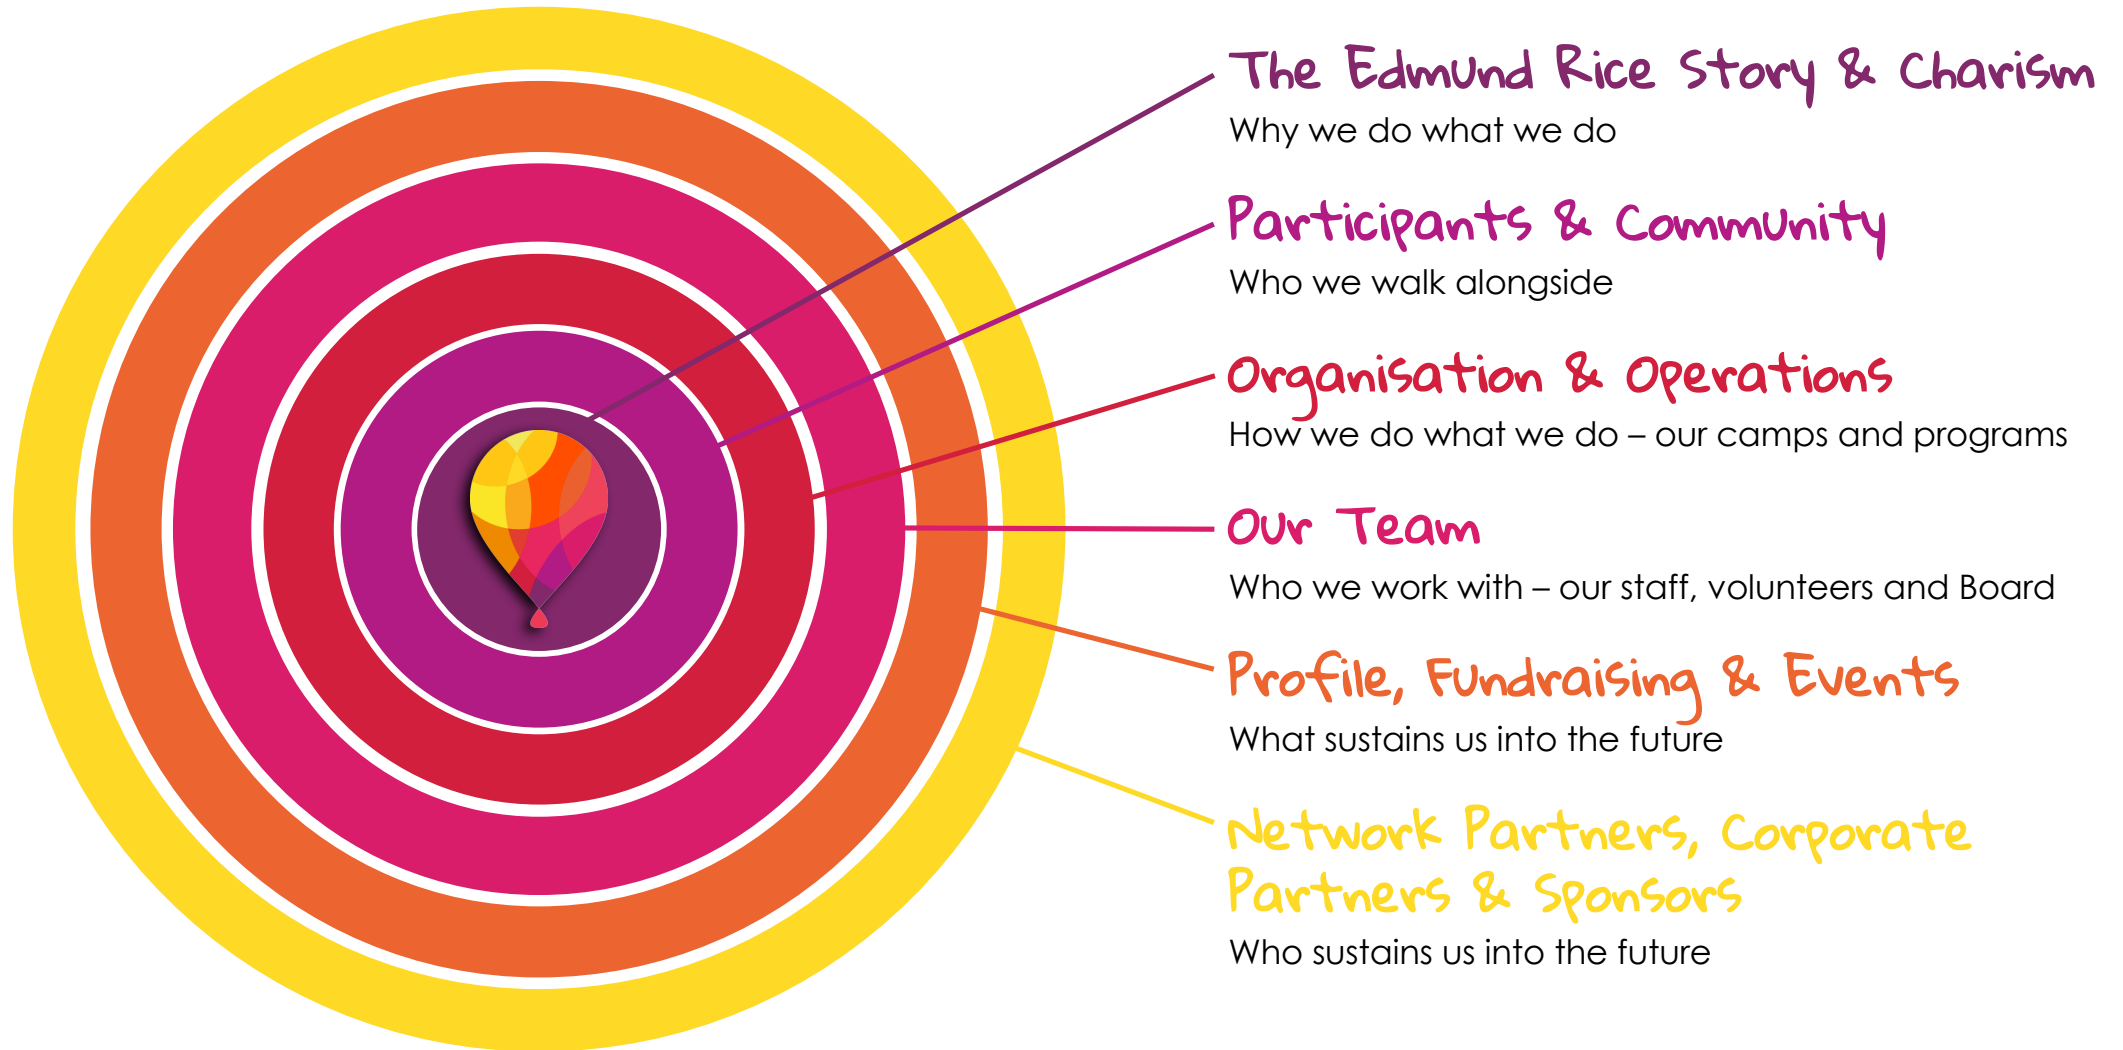 The Edmund Rice Story & Charism
Why we do what we do
Participants & Community
Who we walk alongside
Organisation & Operations
How we do what we do – our camps and programs
Our Team
Who we work with – our staff, volunteers and Board
Profile, Fundraising & Events
What sustains us into the future
Network Partners, Corporate
Partners & Sponsors
Who sustains us into the future